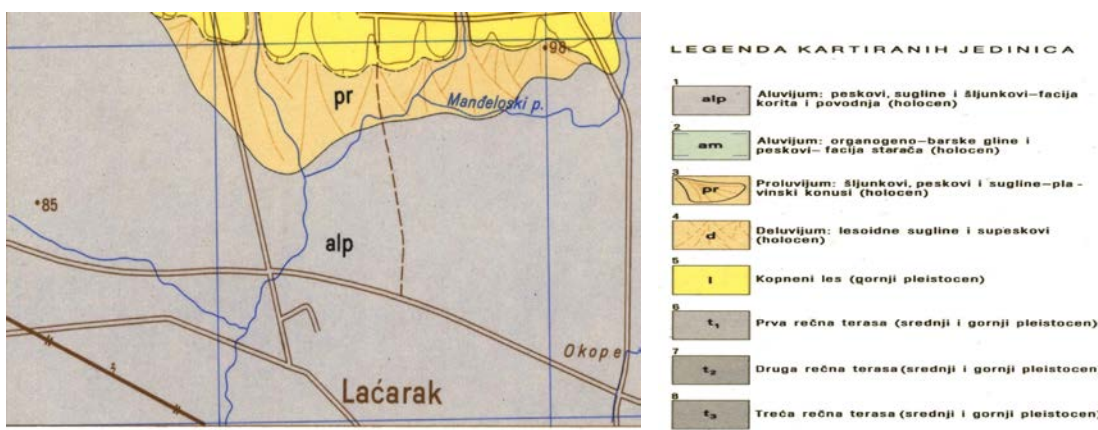 98
pr
Manđeloski p.
85
alp
Okope
Laćarak
LEGENDA KARTIRANIH JEDINICA
1
alp
Aluvijum: peskovi, sugline i šljunkovi-facija
korita i povodnja (holocen)
2
am
Aluvijum: organogeno-barske gline i
peskovi-facija starača (holocen)
3
pr
Proluvijum: šljunkovi, peskovi i sugline-pla-
vinski konusi (holocen)
4
d
Deluvijum: lesoidne sugline i supeskovi
(holocen)
5
l
Kopneni les (gornji pleistocen)
6
t₁
Prva rečna terasa (srednji i gornji pleistocen)
7
t₂
Druga rečna terasa (srednji i gornji pleistocen)
8
t₃
Treća rečna terasa (srednji i gornji pleistocen)